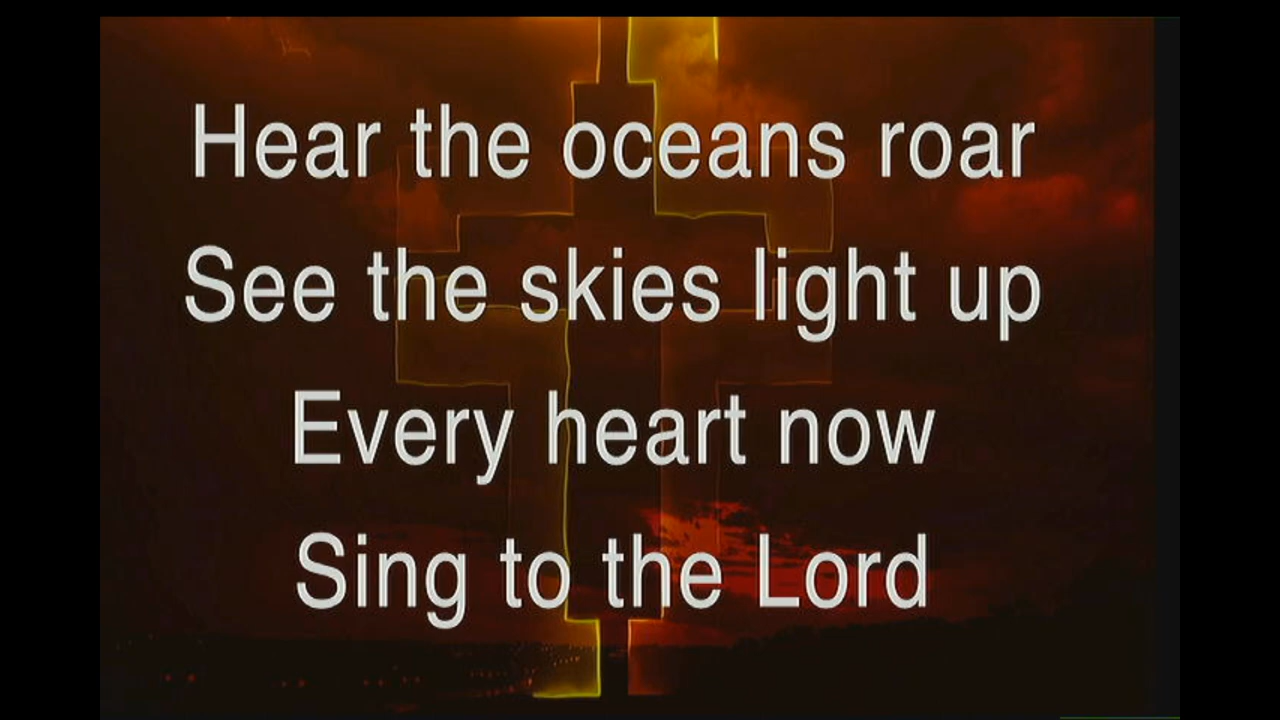 Hear the oceans roar
See the skies light up
Every heart now
Sing to the Lord